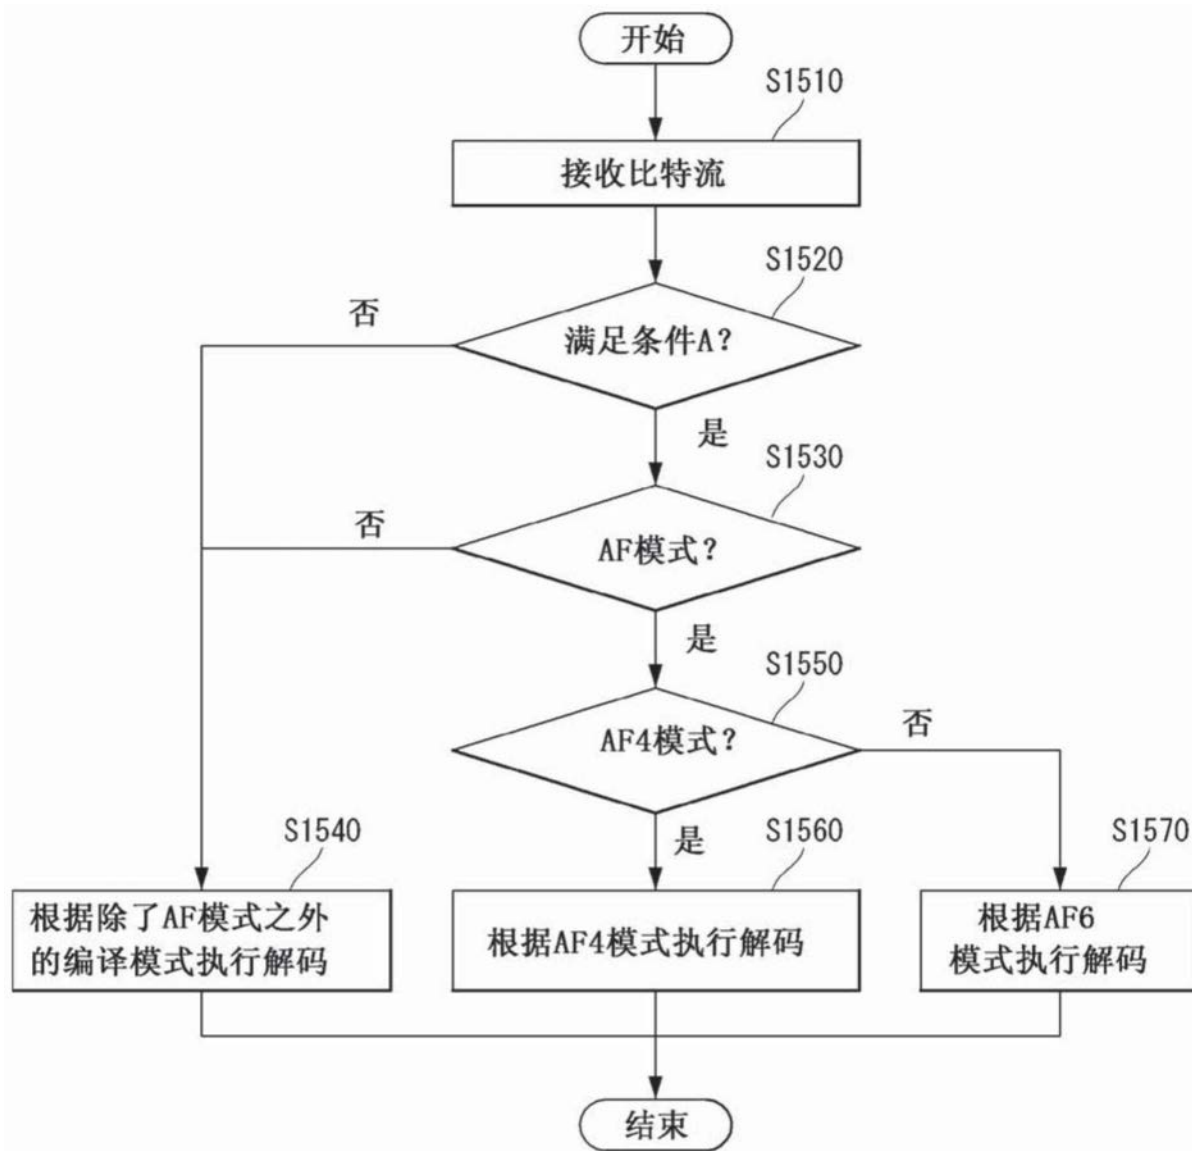 开始
S1510
接收比特流
S1520
满足条件A?
否
是
S1530
AF模式?
否
是
S1550
AF4模式?
否
是
S1540
根据除了AF模式之外
的编译模式执行解码
S1560
根据AF4模式执行解码
S1570
根据AF6
模式执行解码
结束